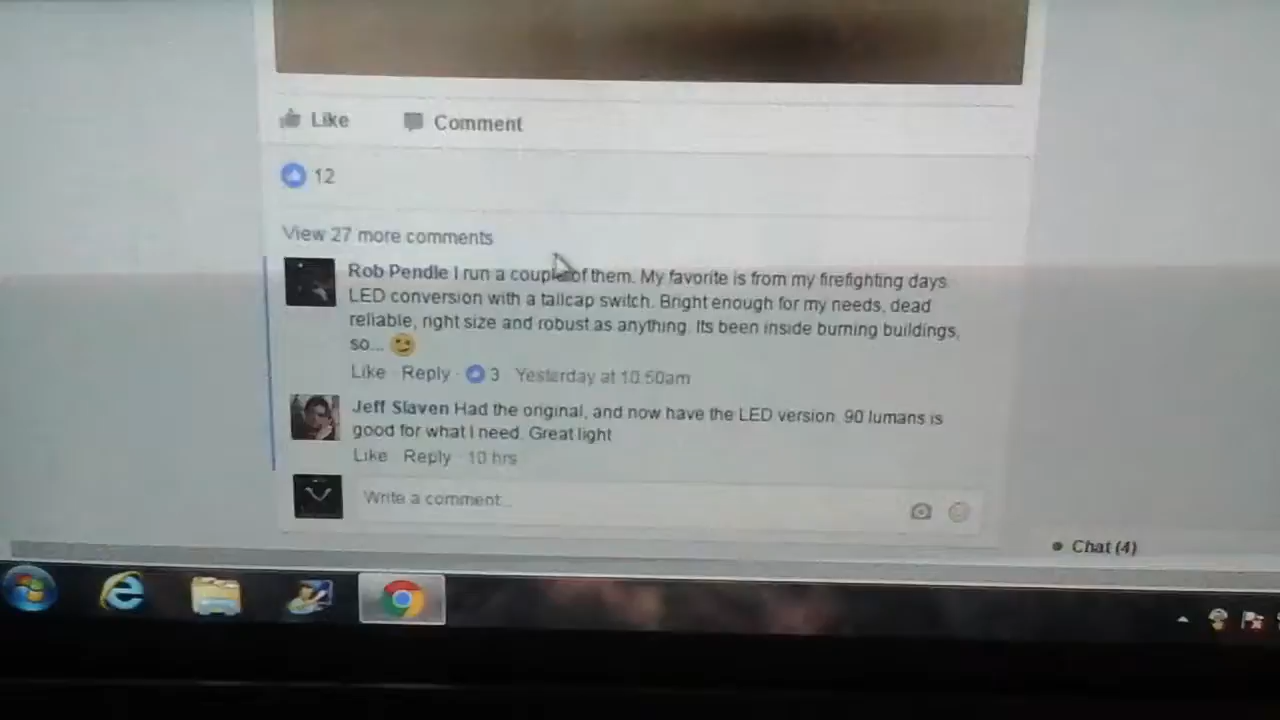 Like Comment
12
View 27 more comments
Rob Pendle I run a couple of them. My favorite is from my firefighting days.
LED conversion with a tailcap switch. Bright enough for my needs, dead
reliable, right size and robust as anything. Its been inside burning buildings,
so... 😉
Like · Reply · 3 · Yesterday at 10:50am
Jeff Slaven Had the original, and now have the LED version. 90 lumans is
good for what I need. Great light
Like · Reply · 10 hrs
Write a comment...
Chat (4)